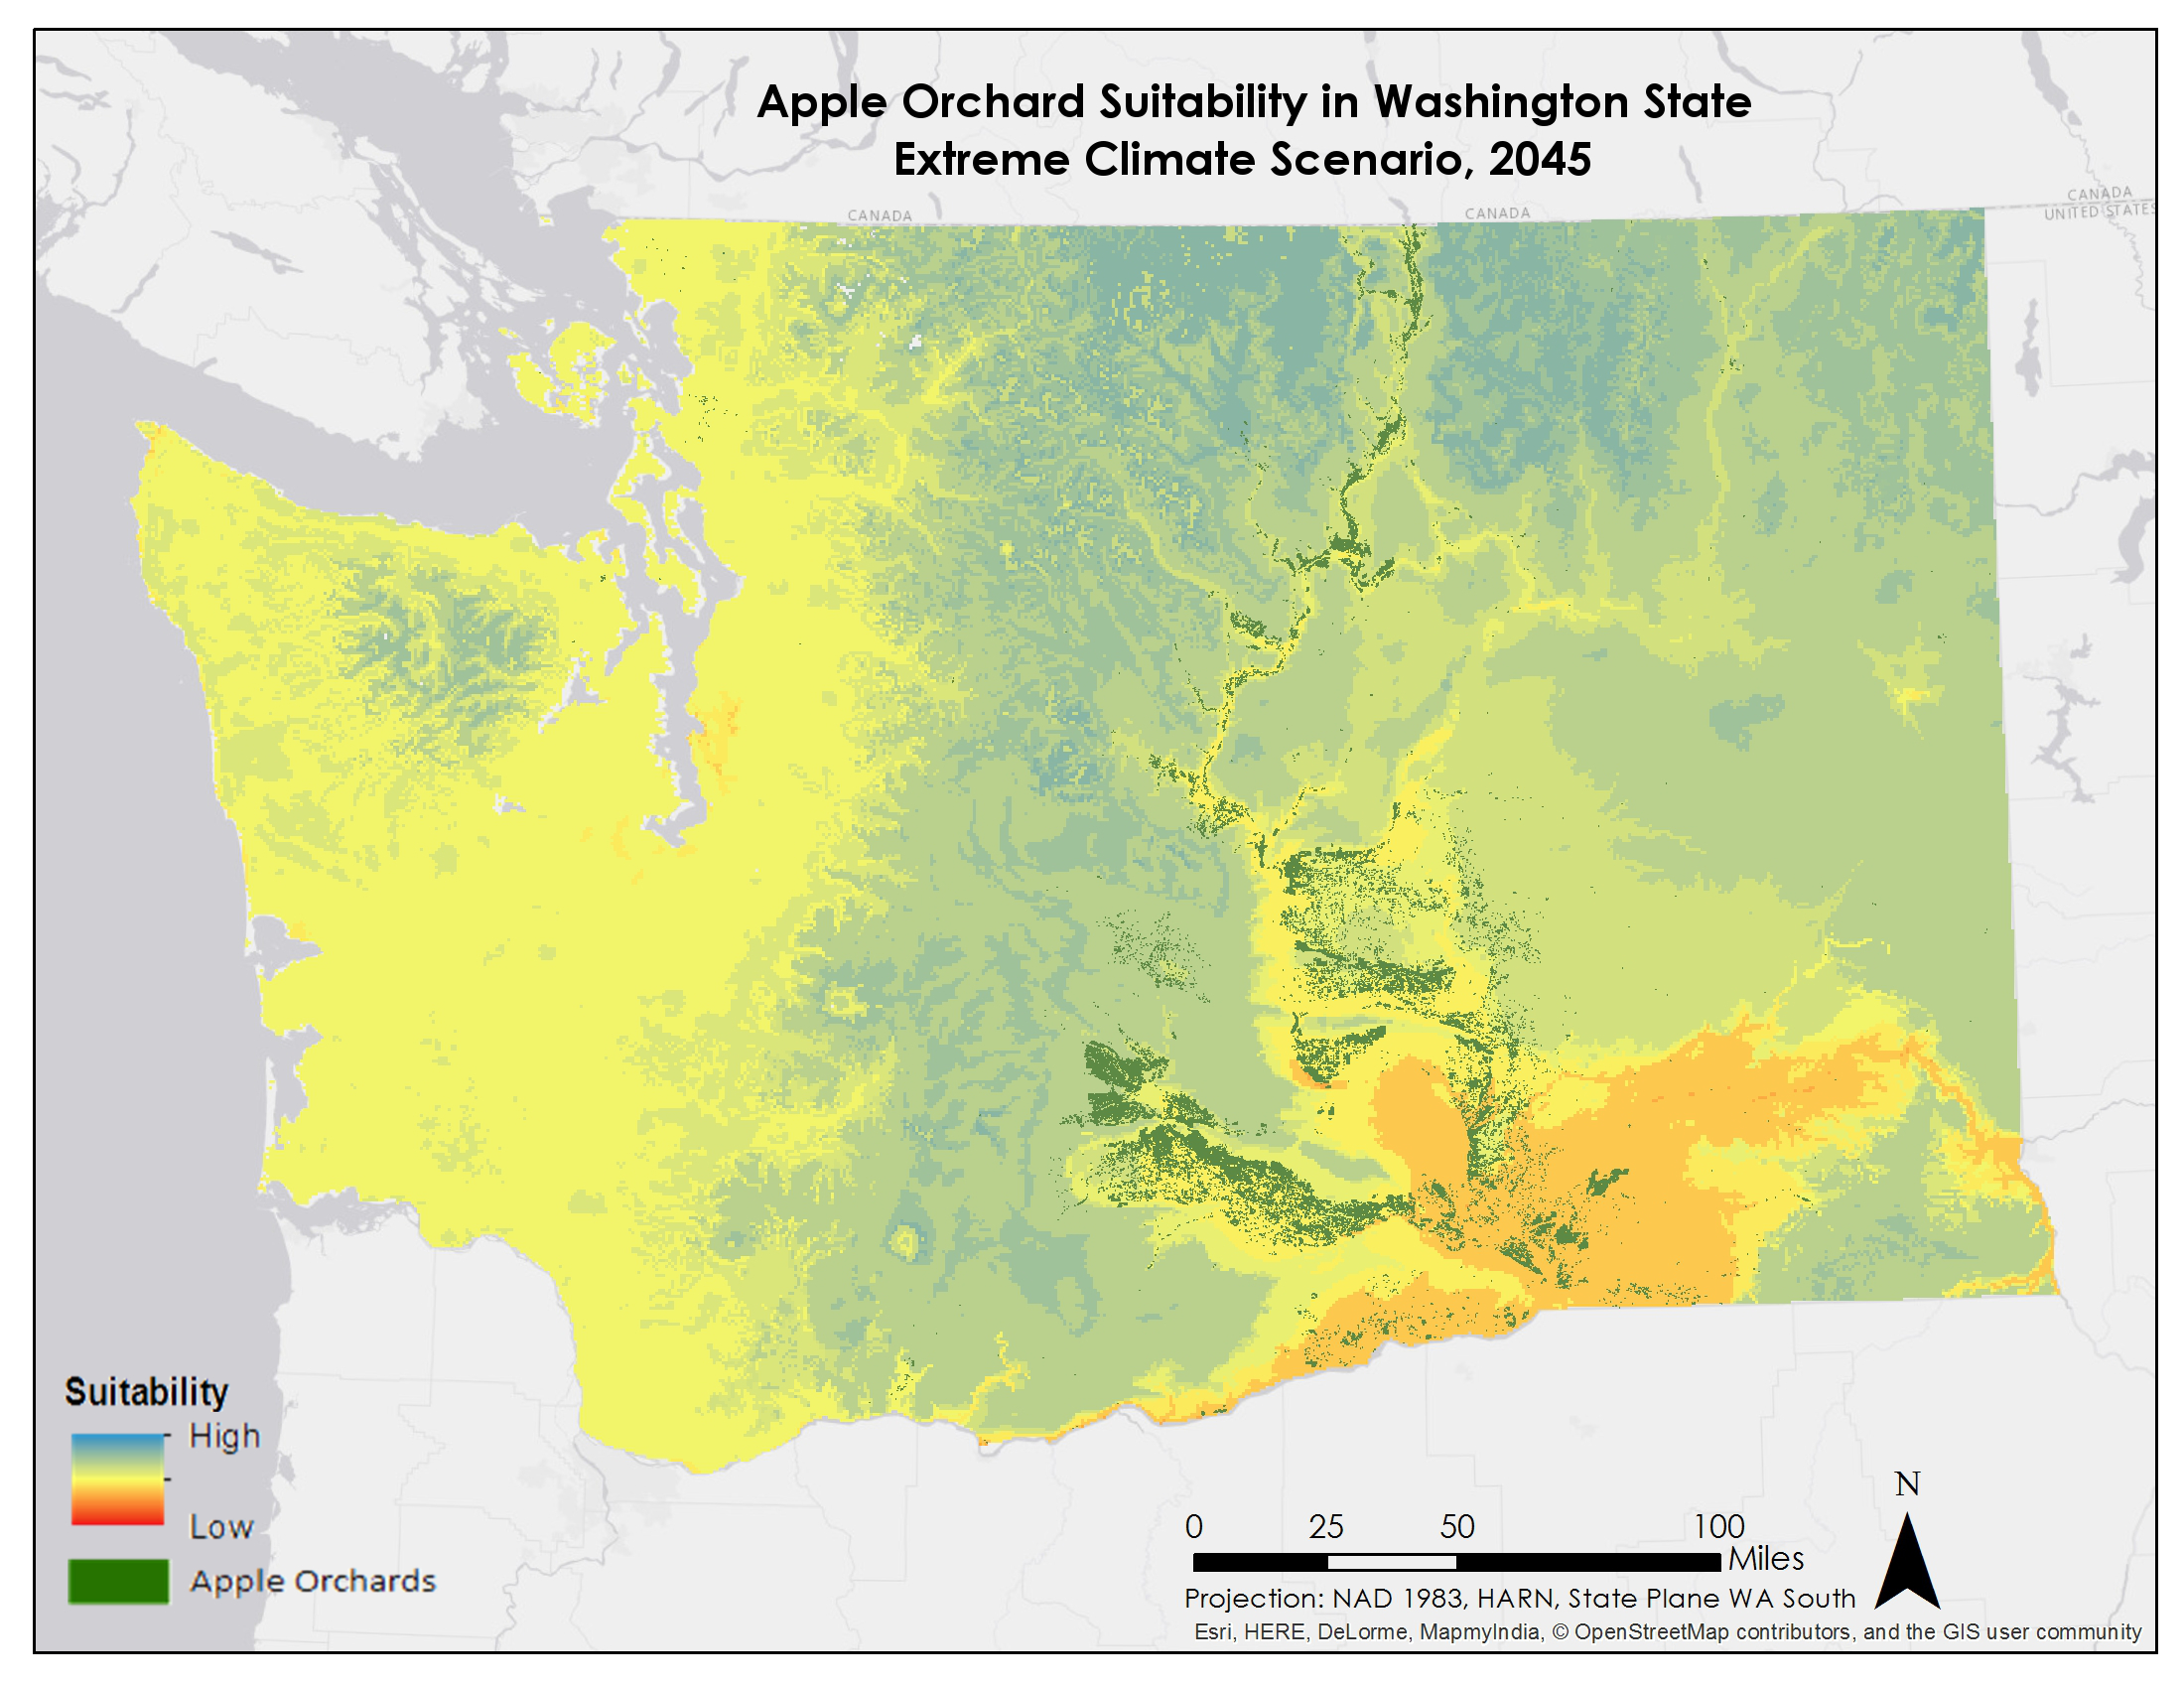 Apple Orchard Suitability in Washington State
Extreme Climate Scenario, 2045
CANADA
CANADA
CANADA
UNITED STATES
Suitability
High
Low
Apple Orchards
N
0 25 50 100
Miles
Projection: NAD 1983, HARN, State Plane WA South
Esri, HERE, DeLorme, MapmyIndia, © OpenStreetMap contributors, and the GIS user community